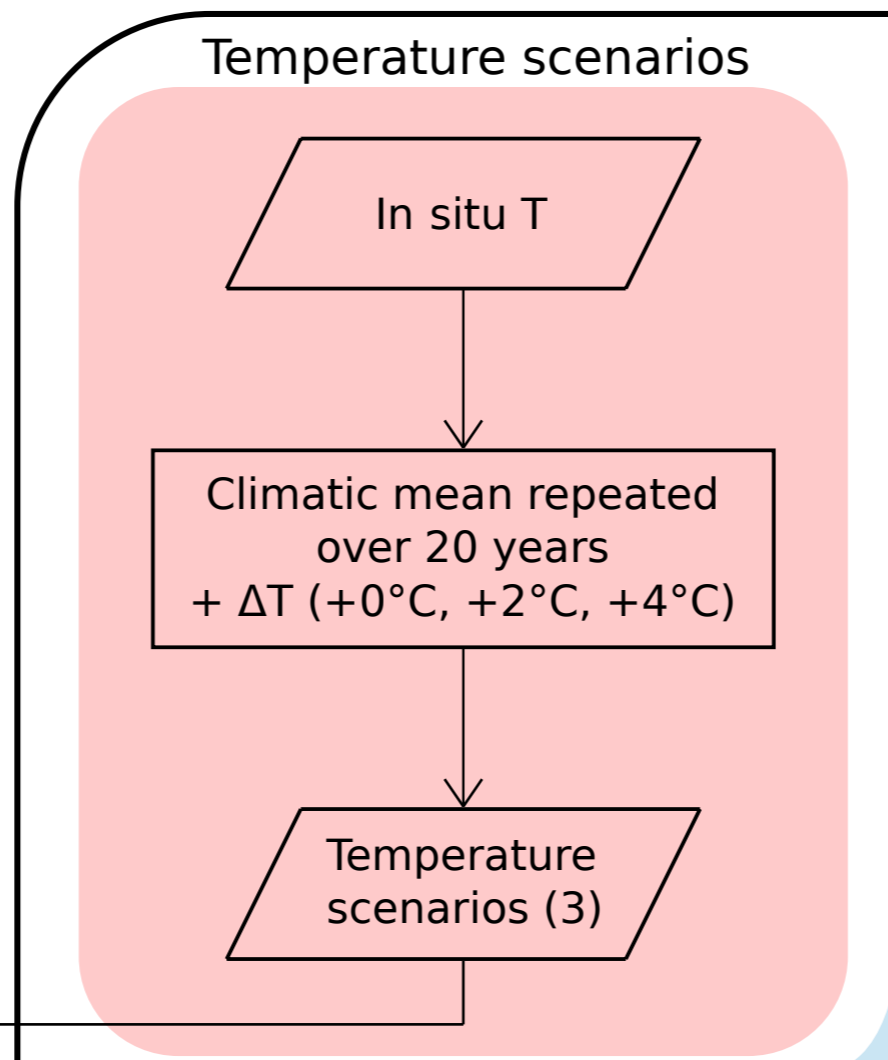 Temperature scenarios
In situ T
Climatic mean repeated
over 20 years
+ ΔT (+0°C, +2°C, +4°C)
Temperature
scenarios (3)